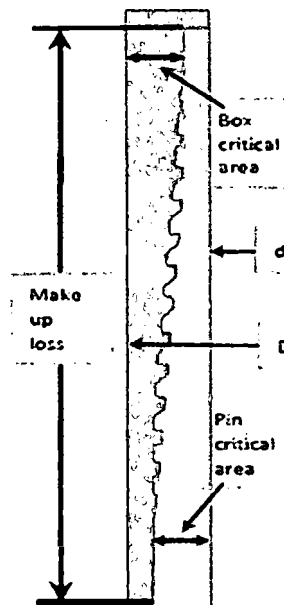 Box
critical
area
d
Make
up
loss
D
Pin
critical
area